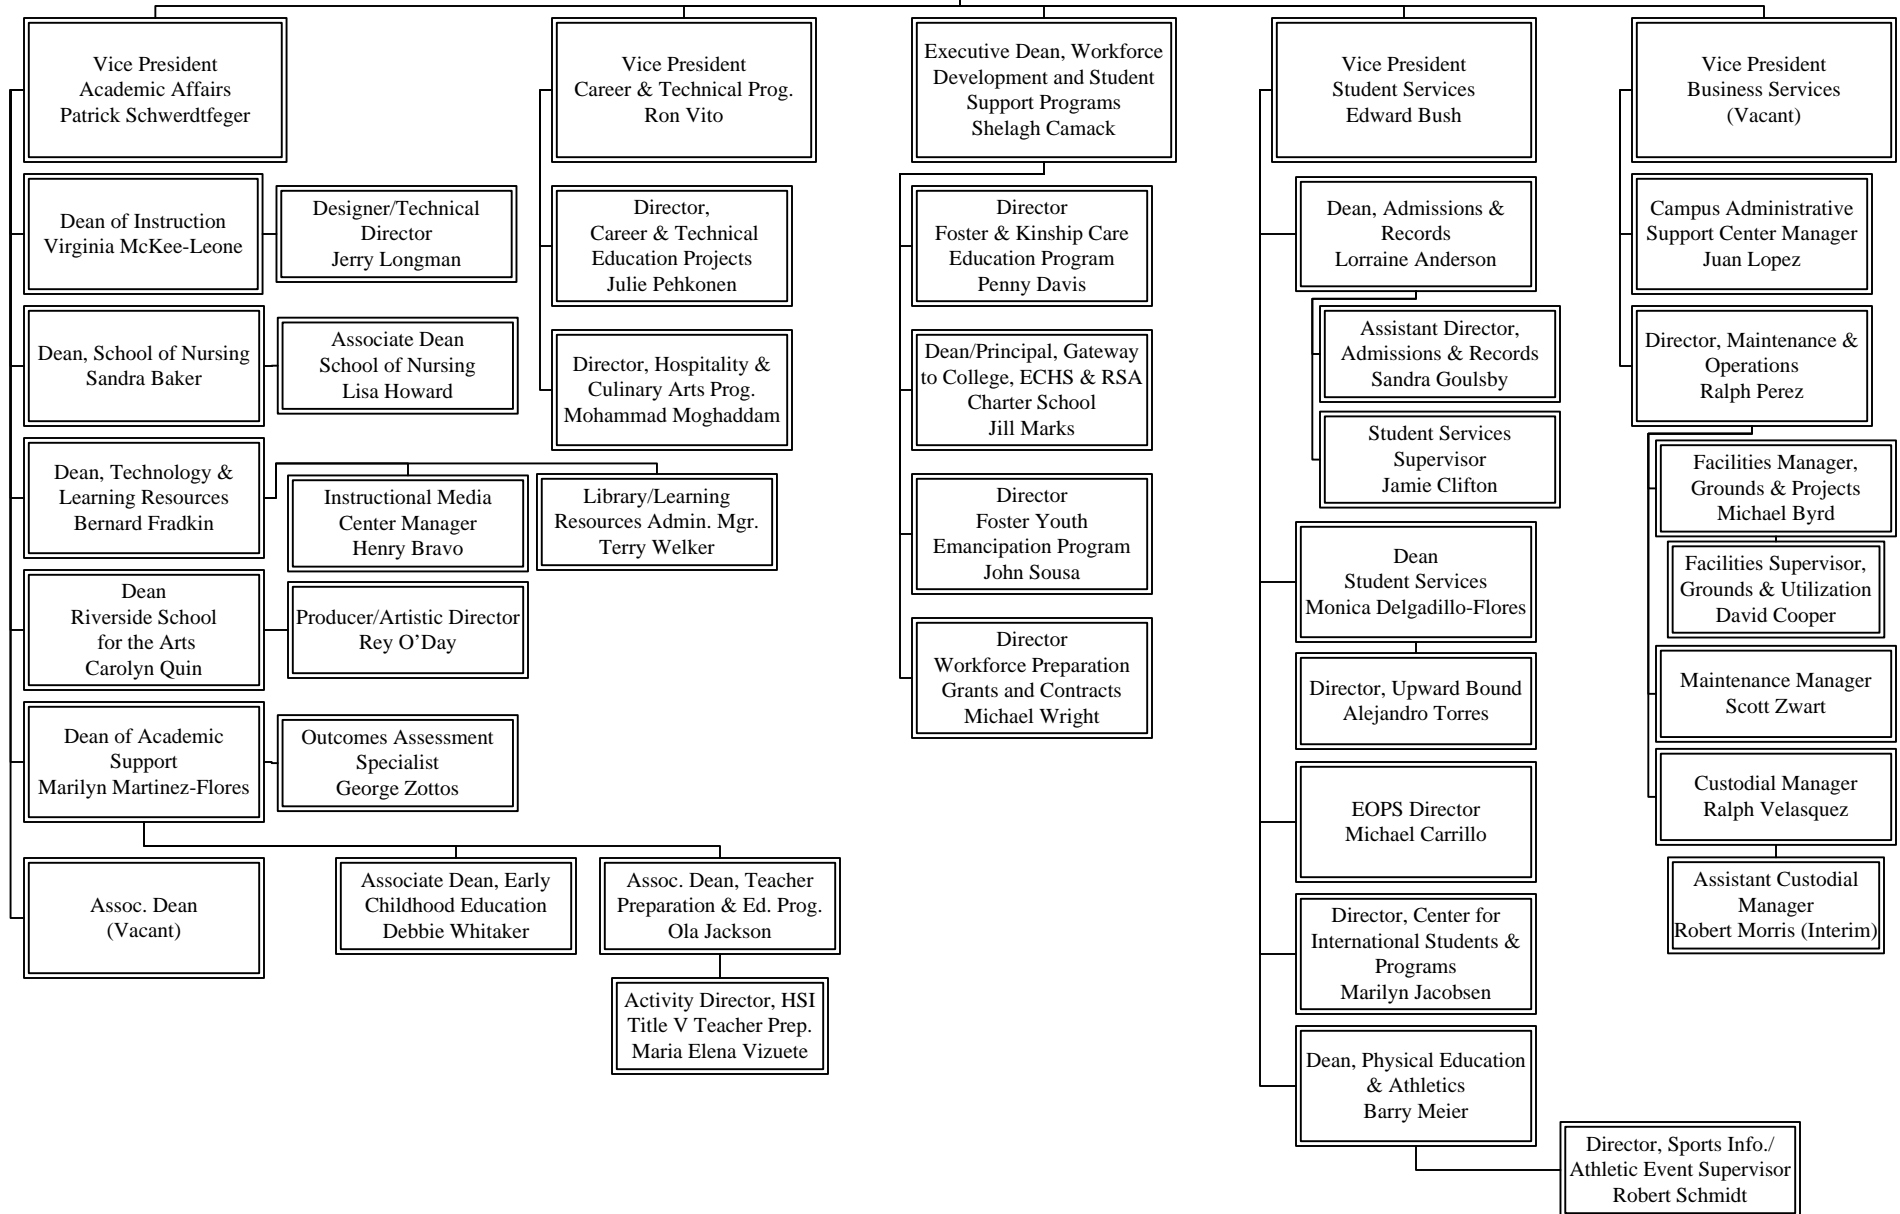 Vice President
Academic Affairs
Patrick Schwerdtfeger
Vice President
Career & Technical Prog.
Ron Vito
Executive Dean, Workforce
Development and Student
Support Programs
Shelagh Camack
Vice President
Student Services
Edward Bush
Vice President
Business Services
(Vacant)
Dean of Instruction
Virginia McKee-Leone
Designer/Technical
Director
Jerry Longman
Dean, School of Nursing
Sandra Baker
Associate Dean
School of Nursing
Lisa Howard
Dean, Technology &
Learning Resources
Bernard Fradkin
Instructional Media
Center Manager
Henry Bravo
Library/Learning
Resources Admin. Mgr.
Terry Welker
Dean
Riverside School
for the Arts
Carolyn Quin
Producer/Artistic Director
Rey O’Day
Dean of Academic
Support
Marilyn Martinez-Flores
Outcomes Assessment
Specialist
George Zottos
Assoc. Dean
(Vacant)
Associate Dean, Early
Childhood Education
Debbie Whitaker
Assoc. Dean, Teacher
Preparation & Ed. Prog.
Ola Jackson
Activity Director, HSI
Title V Teacher Prep.
Maria Elena Vizuete
Director,
Career & Technical
Education Projects
Julie Pehkonen
Director, Hospitality &
Culinary Arts Prog.
Mohammad Moghaddam
Director
Foster & Kinship Care
Education Program
Penny Davis
Dean/Principal, Gateway
to College, ECHS & RSA
Charter School
Jill Marks
Director
Foster Youth
Emancipation Program
John Sousa
Director
Workforce Preparation
Grants and Contracts
Michael Wright
Dean, Admissions &
Records
Lorraine Anderson
Assistant Director,
Admissions & Records
Sandra Goulsby
Student Services
Supervisor
Jamie Clifton
Dean
Student Services
Monica Delgadillo-Flores
Director, Upward Bound
Alejandro Torres
EOPS Director
Michael Carrillo
Director, Center for
International Students &
Programs
Marilyn Jacobsen
Dean, Physical Education
& Athletics
Barry Meier
Director, Sports Info./
Athletic Event Supervisor
Robert Schmidt
Campus Administrative
Support Center Manager
Juan Lopez
Director, Maintenance &
Operations
Ralph Perez
Facilities Manager,
Grounds & Projects
Michael Byrd
Facilities Supervisor,
Grounds & Utilization
David Cooper
Maintenance Manager
Scott Zwart
Custodial Manager
Ralph Velasquez
Assistant Custodial
Manager
Robert Morris (Interim)